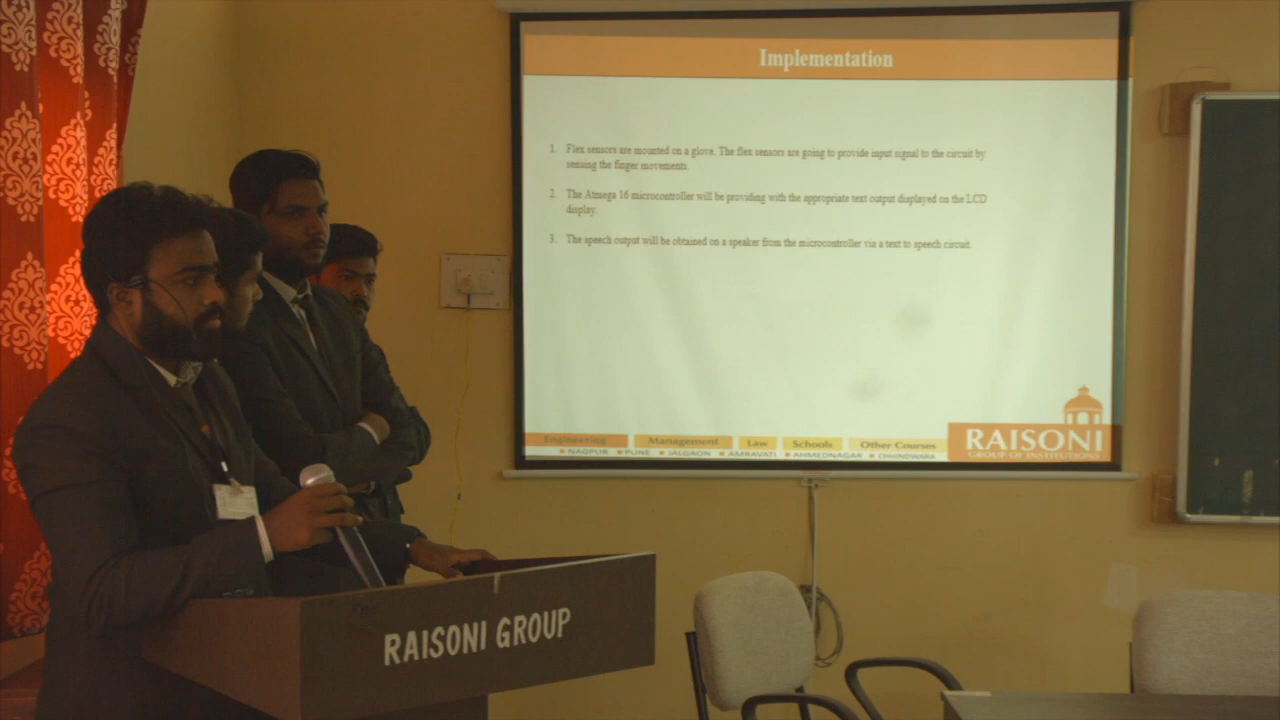 Implementation
1. Flex sensors are mounted on a glove. The flex sensors are going to provide input signal to the circuit by
sensing the finger movements.
2. The Atmega 16 microcontroller will be providing with the appropriate text output displayed on the LCD
display.
3. The speech output will be obtained on a speaker from the microcontroller via a text to speech circuit.
Engineering Management Law Schools Other Courses
NAGPUR PUNE JALGAON AMRAVATI AHMEDNAGAR CHHINDWARA
RAISONI
GROUP OF INSTITUTIONS
RAISONI GROUP